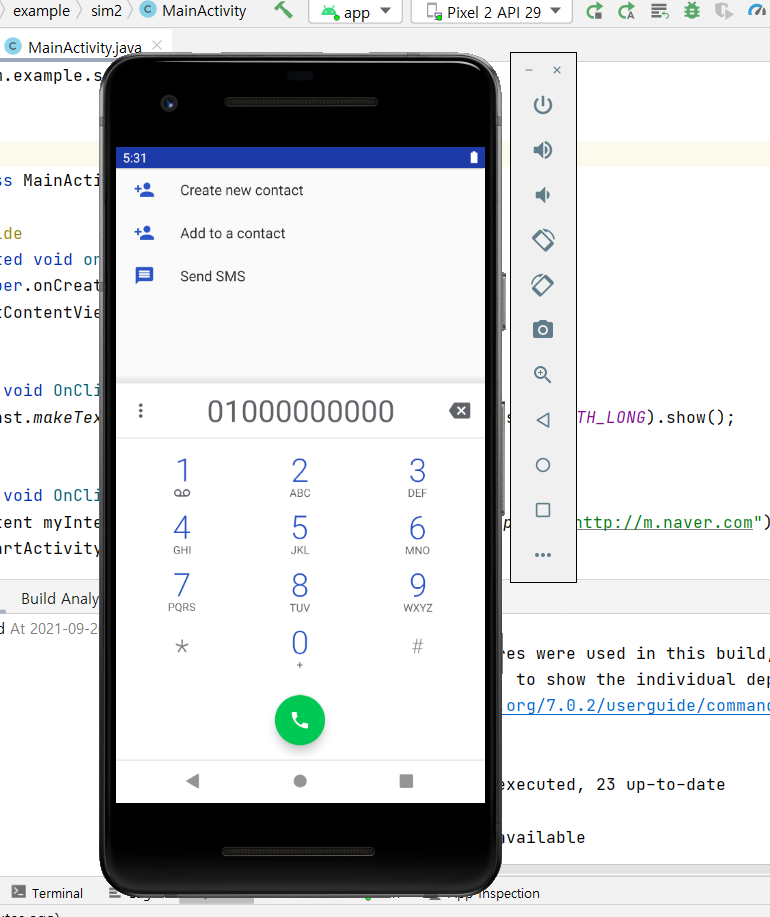 example sim2 C MainActivity app Pixel 2 API 29
C MainActivity.java
m.example.s
5:31
Create new contact
ss MainActi
Add to a contact
ide
ted void on
Send SMS
per.onCreat
tContentVie
void OnCli
01000000000
ast.makeTex TH_LONG).show();
1 2 3
ABC DEF
void OnCli
4 5 6
tent myInte http://m.naver.com")
GHI JKL MNO
artActivity
7 8 9
Build Analy
PQRS TUV WXYZ
d At 2021-09-20
* 0 #
+
res were used in this build,
to show the individual dep
org/7.0.2/userguide/command
executed, 23 up-to-date
available
Terminal App Inspection